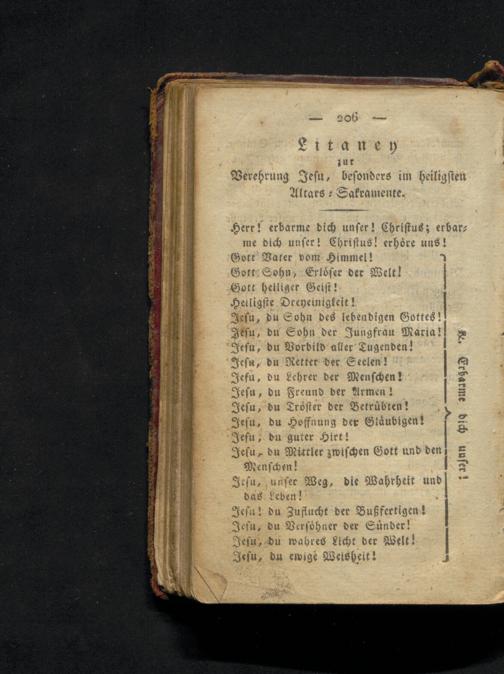 — 206 —
Litaney
zur
Verehrung Jesu, besonders im heiligsten
Altars-Sakramente.
Herr! erbarme dich unser! Christus; erbar-
me dich unser! Christus! erhöre uns!
Gott Vater vom Himmel!
Gott Sohn, Erlöser der Welt!
Gott heiliger Geist!
Heiligste Dreyeinigkeit!
Jesu, du Sohn des lebendigen Gottes!
Jesu, du Sohn der Jungfrau Maria!
Jesu, du Vorbild aller Tugenden!
Jesu, du Retter der Seelen!
Jesu, du Lehrer der Menschen!
Jesu, du Freund der Armen!
Jesu, du Tröster der Betrübten!
Jesu, du Hoffnung der Gläubigen!
Jesu, du guter Hirt!
Jesu, du Mittler zwischen Gott und den
Menschen!
Jesu, unser Weg, die Wahrheit und
das Leben!
Jesu! du Zuflucht der Bußfertigen!
Jesu, du Versöhner der Sünder!
Jesu, du wahres Licht der Welt!
Jesu, du ewige Weisheit!
Erbarme dich unser!